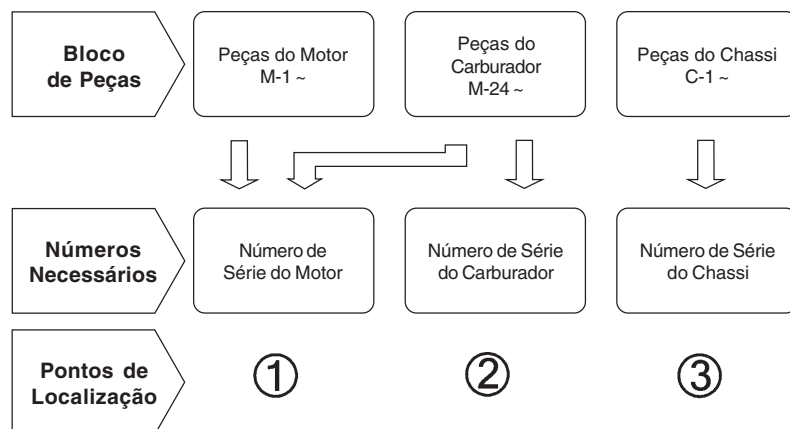 Bloco
de Peças
Peças do Motor
M-1 ~
Peças do
Carburador
M-24 ~
Peças do Chassi
C-1 ~
Números
Necessários
Número de
Série do Motor
Número de Série
do Carburador
Número de Série
do Chassi
Pontos de
Localização
①
②
③